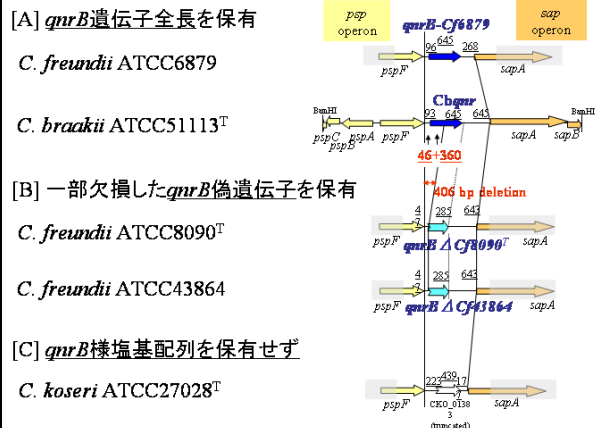 [A] qnrB遺伝子全長を保有
psp
operon
qnrB-Cf6879
sap
operon
C. freundii ATCC6879
96 645 268
pspF sapA
C. braakii ATCC51113T
BamHI Cbqnr BamHI
93 645 645
pspC pspB pspA pspF sapA sapB
46+360
406 bp deletion
[B] 一部欠損したqnrB偽遺伝子を保有
C. freundii ATCC8090T
4
7 285 643
pspF qnrBΔCf8090T sapA
C. freundii ATCC43864
4
7 285 643
pspF qnrBΔCf43864 sapA
[C] qnrB様塩基配列を保有せず
C. koseri ATCC27028T
223 439 17
7
pspF CKO_0138 sapA
3
(truncated)